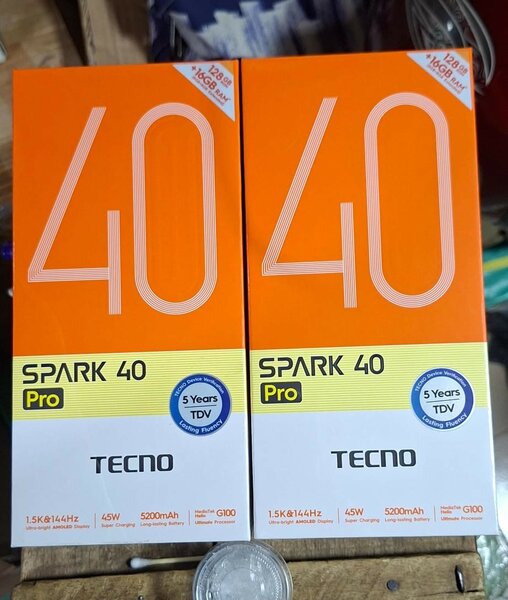 128GB
+16GB RAM*
40
SPARK 40
Pro
TECNO Device Verification
5 Years
TDV
Lasting Fluency
TECNO
1.5K&144Hz
Ultra-bright AMOLED Display
45W
Super Charging
5200mAh
Long-lasting Battery
MediaTek
Helio G100
Ultimate Processor
128GB
+16GB RAM*
40
SPARK 40
Pro
TECNO Device Verification
5 Years
TDV
Lasting Fluency
TECNO
1.5K&144Hz
Ultra-bright AMOLED Display
45W
Super Charging
5200mAh
Long-lasting Battery
MediaTek
Helio G100
Ultimate Processor